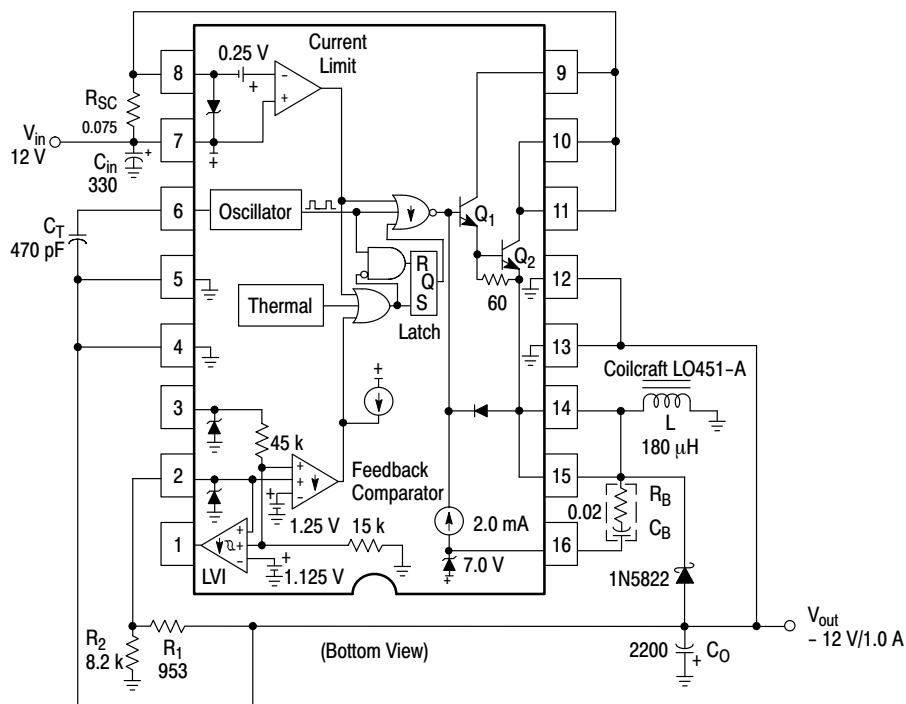 Current
Limit
0.25 V
8
+
−
+
9
RSC
0.075
Vin
12 V
7
+
10
Cin
+
330
6
Oscillator
Q1
11
CT
470 pF
5
R
Q
S
Q2
60
12
Thermal
Latch
4
13
+
Coilcraft LO451−A
3
14
L
180 µH
45 k
2
+
+
−
+
Feedback
Comparator
15
RB
0.02
CB
1.25 V
2.0 mA
1
+
+
−
15 k
+
16
LVI
1.125 V
7.0 V
+
1N5822
Vout
− 12 V/1.0 A
R2
8.2 k
R1
953
(Bottom View)
2200
+
CO